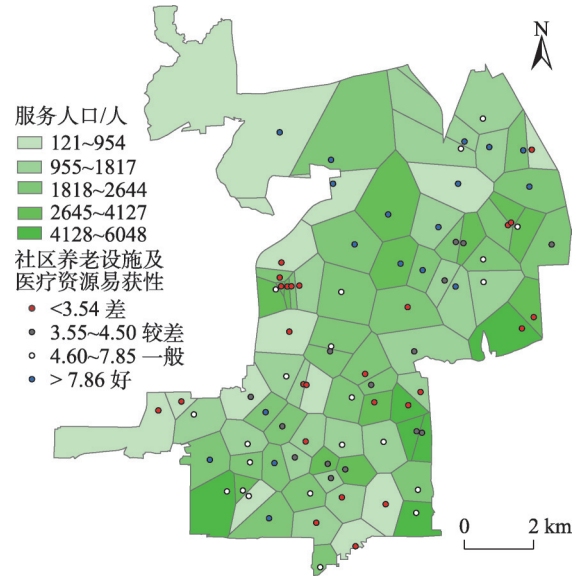 N
服务人口/人
121~954
955~1817
1818~2644
2645~4127
4128~6048
社区养老设施及
医疗资源易获性
<3.54 差
3.55~4.50 较差
4.60~7.85 一般
> 7.86 好
0 2 km